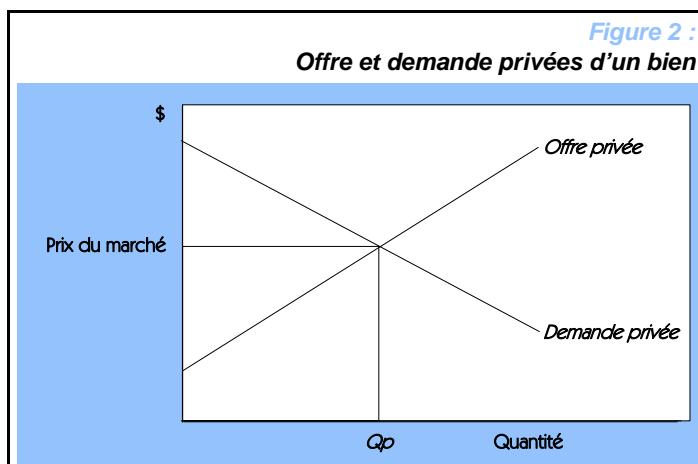 Figure 2 :
Offre et demande privées d'un bien
$
Offre privée
Prix du marché
Demande privée
Qp
Quantité